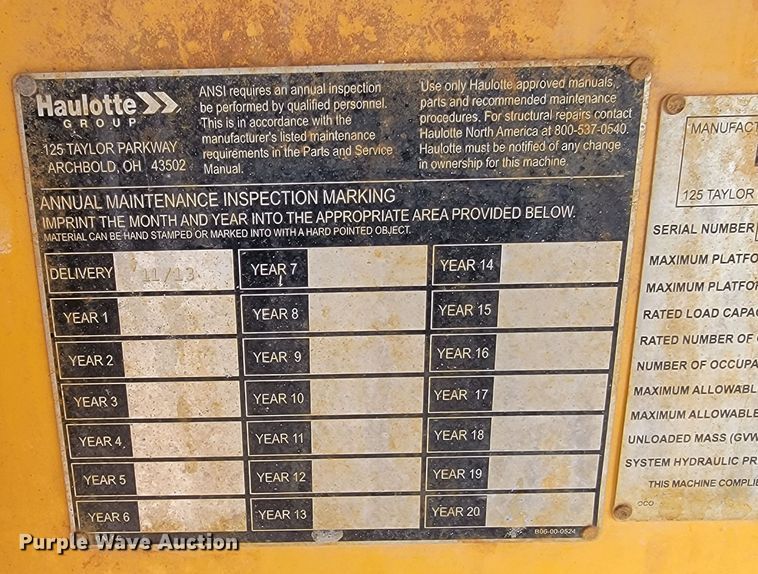 Haulotte
GROUP
125 TAYLOR PARKWAY
ARCHBOLD, OH 43502
ANSI requires an annual inspection
be performed by qualified personnel.
This is in accordance with the
manufacturer's listed maintenance
requirements in the Parts and Service
Manual.
Use only Haulotte approved manuals,
parts and recommended maintenance
procedures. For structural repairs contact
Haulotte North America at 800-537-0540.
Haulotte must be notified of any change
in ownership for this machine.
ANNUAL MAINTENANCE INSPECTION MARKING
IMPRINT THE MONTH AND YEAR INTO THE APPROPRIATE AREA PROVIDED BELOW.
MATERIAL CAN BE HAND STAMPED OR MARKED INTO WITH A HARD POINTED OBJECT.
DELIVERY 11/13
YEAR 1
YEAR 2
YEAR 3
YEAR 4
YEAR 5
YEAR 6
YEAR 7
YEAR 8
YEAR 9
YEAR 10
YEAR 11
YEAR 12
YEAR 13
YEAR 14
YEAR 15
YEAR 16
YEAR 17
YEAR 18
YEAR 19
YEAR 20
B06-00-0524
MANUFACT
125 TAYLOR
SERIAL NUMBER
MAXIMUM PLATFO
MAXIMUM PLATFOR
RATED LOAD CAPAC
RATED NUMBER OF
NUMBER OF OCCUPA
MAXIMUM ALLOWABL
MAXIMUM ALLOWABLE
UNLOADED MASS (GVW
SYSTEM HYDRAULIC PR
THIS MACHINE COMPLIE
Purple Wave Auction